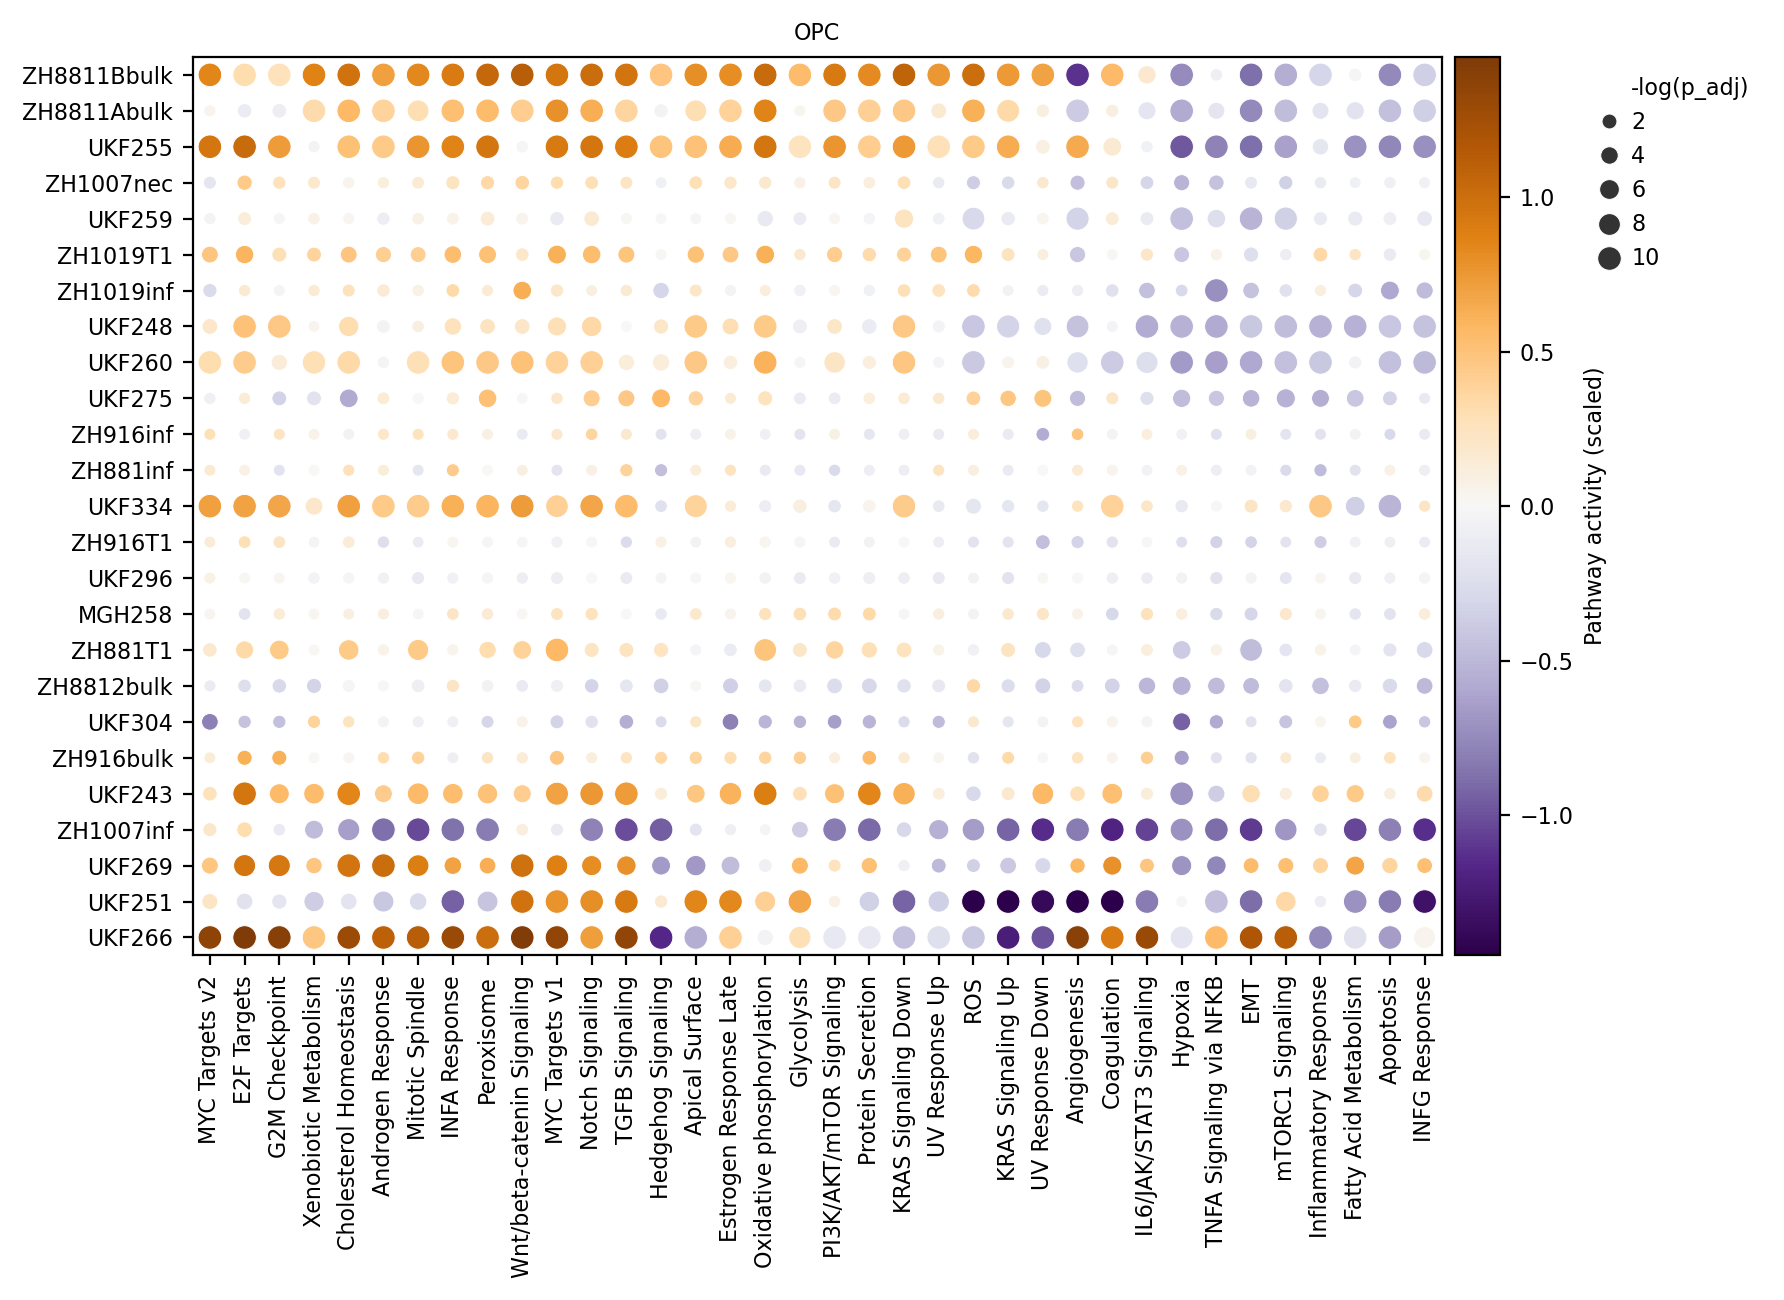 OPC
ZH8811Bbulk
ZH8811Abulk
UKF255
ZH1007nec
UKF259
ZH1019T1
ZH1019inf
UKF248
UKF260
UKF275
ZH916inf
ZH881inf
UKF334
ZH916T1
UKF296
MGH258
ZH881T1
ZH8812bulk
UKF304
ZH916bulk
UKF243
ZH1007inf
UKF269
UKF251
UKF266
MYC Targets v2
E2F Targets
G2M Checkpoint
Xenobiotic Metabolism
Cholesterol Homeostasis
Androgen Response
Mitotic Spindle
INFA Response
Peroxisome
Wnt/beta-catenin Signaling
MYC Targets v1
Notch Signaling
TGFB Signaling
Hedgehog Signaling
Apical Surface
Estrogen Response Late
Oxidative phosphorylation
Glycolysis
PI3K/AKT/mTOR Signaling
Protein Secretion
KRAS Signaling Down
UV Response Up
ROS
KRAS Signaling Up
UV Response Down
Angiogenesis
Coagulation
IL6/JAK/STAT3 Signaling
Hypoxia
TNFA Signaling via NFKB
EMT
mTORC1 Signaling
Inflammatory Response
Fatty Acid Metabolism
Apoptosis
INFG Response
1.0
0.5
0.0
−0.5
−1.0
Pathway activity (scaled)
-log(p_adj)
2
4
6
8
10